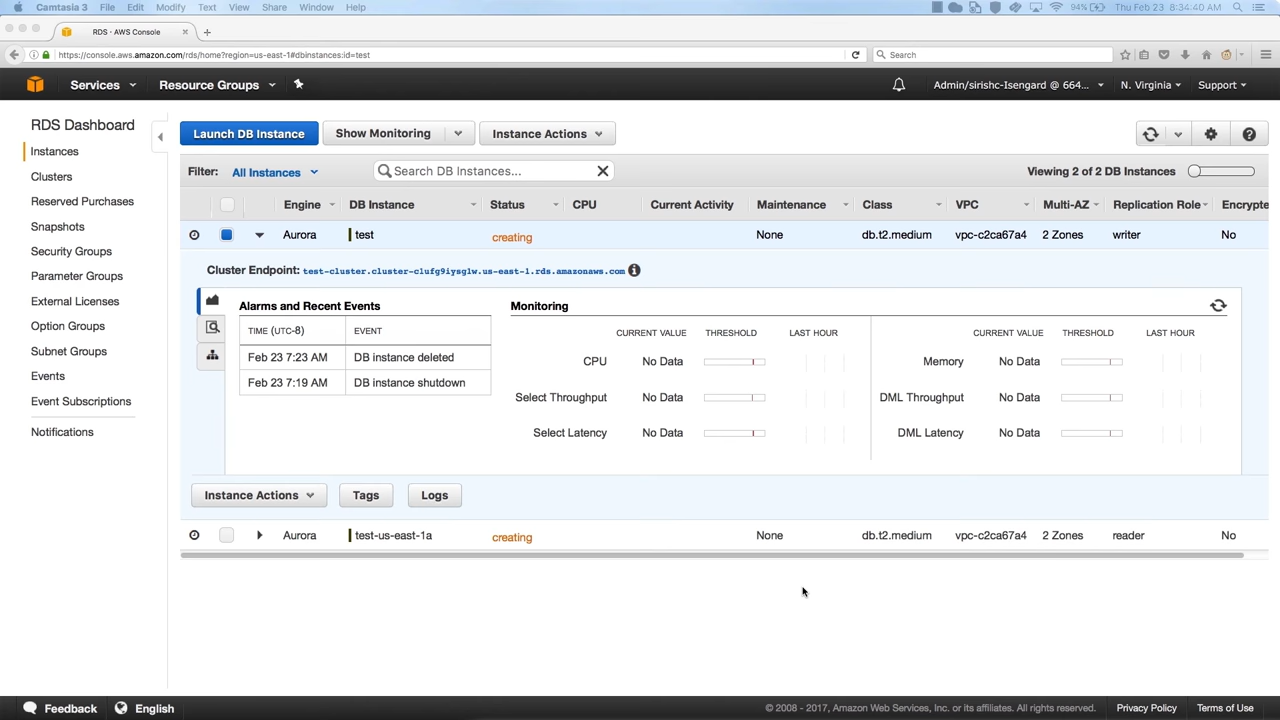 Camtasia 3 File Edit Modify Text View Share Window Help 94% Thu Feb 23 8:34:40 AM
RDS · AWS Console
https://console.aws.amazon.com/rds/home?region=us-east-1#dbinstances:id=test
Search
Services Resource Groups Admin/sirishc-Isengard @ 664... N. Virginia Support
RDS Dashboard
Instances
Clusters
Reserved Purchases
Snapshots
Security Groups
Parameter Groups
External Licenses
Option Groups
Subnet Groups
Events
Event Subscriptions
Notifications
Launch DB Instance Show Monitoring Instance Actions
Filter: All Instances Search DB Instances... Viewing 2 of 2 DB Instances
Engine DB Instance Status CPU Current Activity Maintenance Class VPC Multi-AZ Replication Role Encrypte
Aurora test creating None db.t2.medium vpc-c2ca67a4 2 Zones writer No
Cluster Endpoint: test-cluster.cluster-clufg9iysglw.us-east-1.rds.amazonaws.com
Alarms and Recent Events
TIME (UTC-8) EVENT
Feb 23 7:23 AM DB instance deleted
Feb 23 7:19 AM DB instance shutdown
Monitoring
CURRENT VALUE THRESHOLD LAST HOUR CURRENT VALUE THRESHOLD LAST HOUR
CPU No Data Memory No Data
Select Throughput No Data DML Throughput No Data
Select Latency No Data DML Latency No Data
Instance Actions Tags Logs
Aurora test-us-east-1a creating None db.t2.medium vpc-c2ca67a4 2 Zones reader No
Feedback English © 2008 - 2017, Amazon Web Services, Inc. or its affiliates. All rights reserved. Privacy Policy Terms of Use